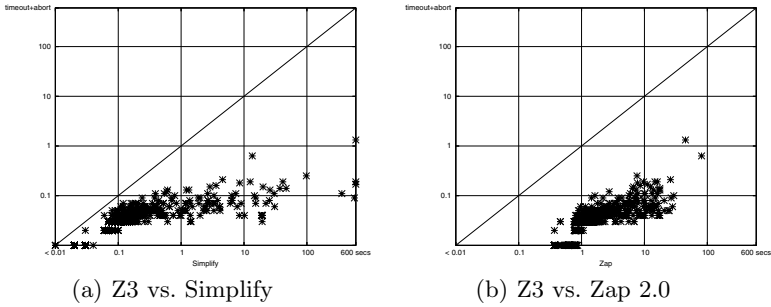 timeout+abort
100
10
1
0.1
< 0.01
0.1
1
10
100
600 secs
Simplify
(a) Z3 vs. Simplify
timeout+abort
100
10
1
0.1
< 0.01
0.1
1
10
100
600 secs
Zap
(b) Z3 vs. Zap 2.0